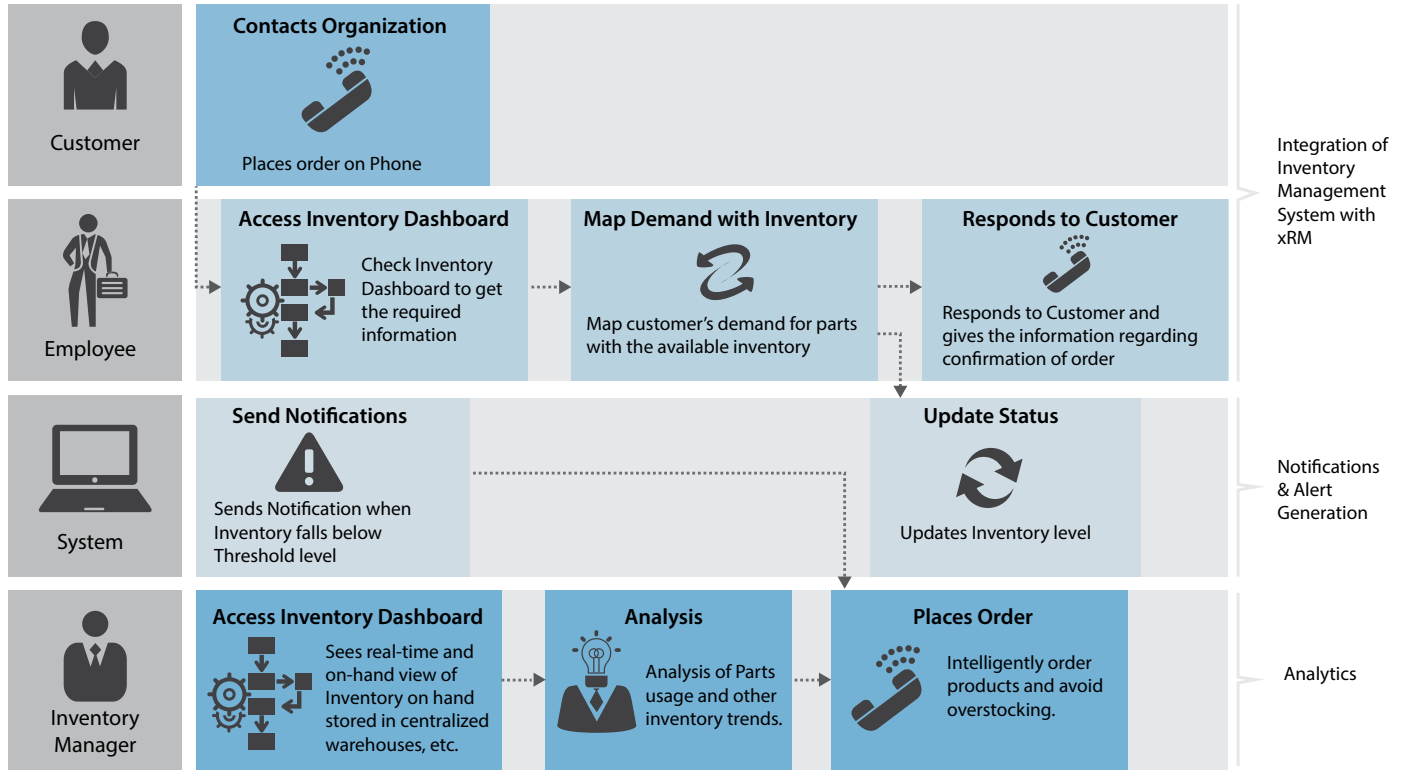 Contacts Organization
Places order on Phone
Customer
Integration of
Inventory
Management
System with
xRM
Access Inventory Dashboard
Check Inventory
Dashboard to get
the required
information
Map Demand with Inventory
Map customer's demand for parts
with the available inventory
Responds to Customer
Responds to Customer and
gives the information regarding
confirmation of order
Employee
Send Notifications
Sends Notification when
Inventory falls below
Threshold level
Update Status
Updates Inventory level
System
Notifications
& Alert
Generation
Access Inventory Dashboard
Sees real-time and
on-hand view of
Inventory on hand
stored in centralized
warehouses, etc.
Analysis
Analysis of Parts
usage and other
inventory trends.
Places Order
Intelligently order
products and avoid
overstocking.
Inventory
Manager
Analytics